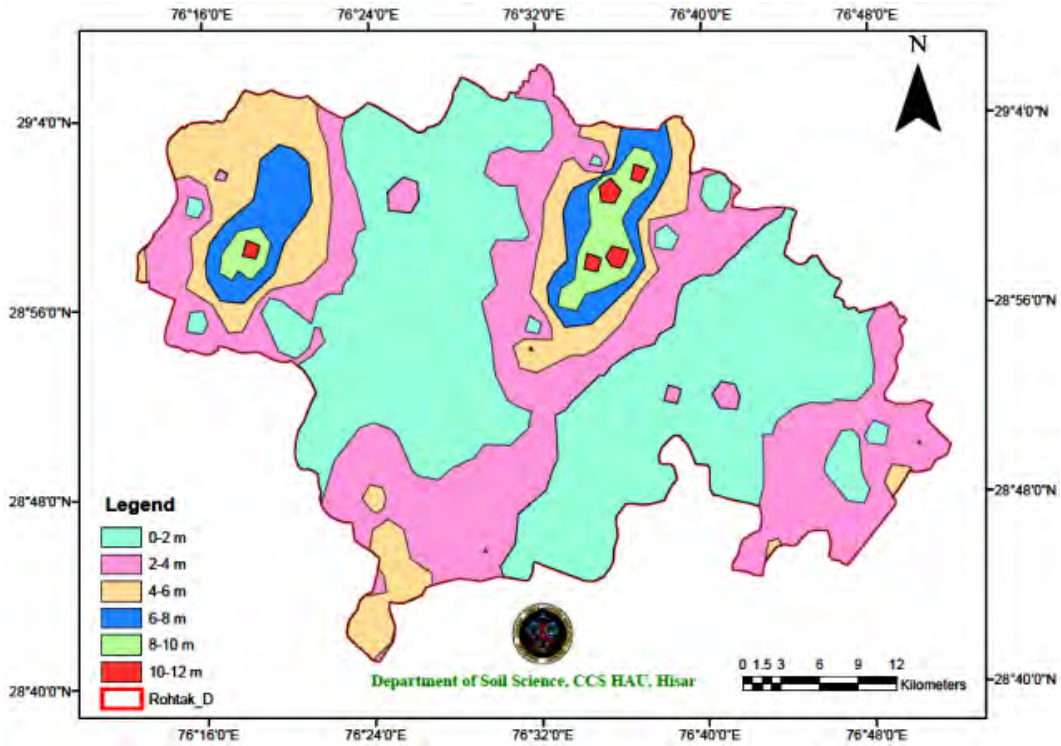 76°16'0"E 76°24'0"E 76°32'0"E 76°40'0"E 76°48'0"E
N
29°4'0"N 29°4'0"N
28°56'0"N 28°56'0"N
28°48'0"N 28°48'0"N
Legend
0-2 m
2-4 m
4-6 m
6-8 m
8-10 m
10-12 m
Rohtak_D
0 1.5 3 6 9 12
Kilometers
Department of Soil Science, CCS HAU, Hisar
28°40'0"N 28°40'0"N
76°16'0"E 76°24'0"E 76°32'0"E 76°40'0"E 76°48'0"E